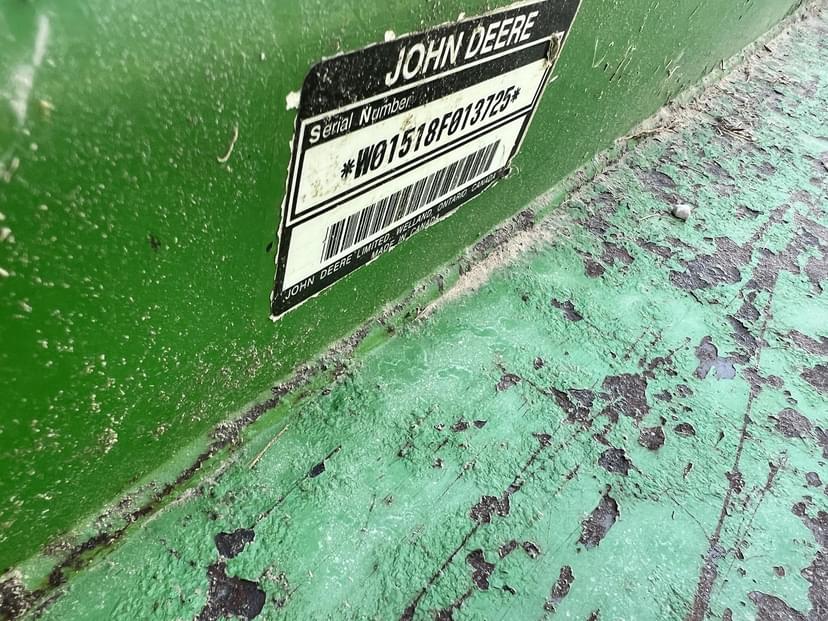 JOHN DEERE
Serial Number
*W01518F013725*
JOHN DEERE LIMITED, WELLAND, ONTARIO, CANADA
MADE IN CANADA